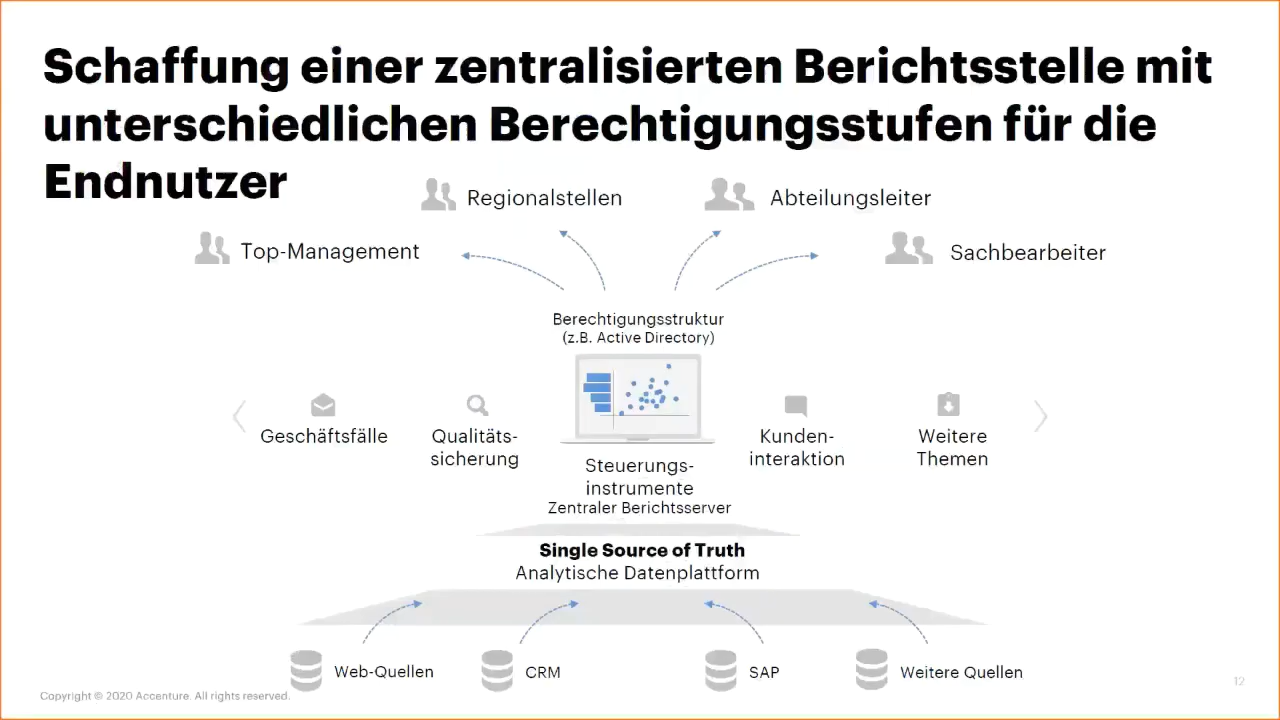 Schaffung einer zentralisierten Berichtsstelle mit
unterschiedlichen Berechtigungsstufen für die
Endnutzer
Regionalstellen
Abteilungsleiter
Top-Management
Sachbearbeiter
Berechtigungsstruktur
(z.B. Active Directory)
Geschäftsfälle
Qualitäts-
sicherung
Kunden-
interaktion
Weitere
Themen
Steuerungs-
instrumente
Zentraler Berichtsserver
Single Source of Truth
Analytische Datenplattform
Web-Quellen
CRM
SAP
Weitere Quellen
Copyright © 2020 Accenture. All rights reserved.
12